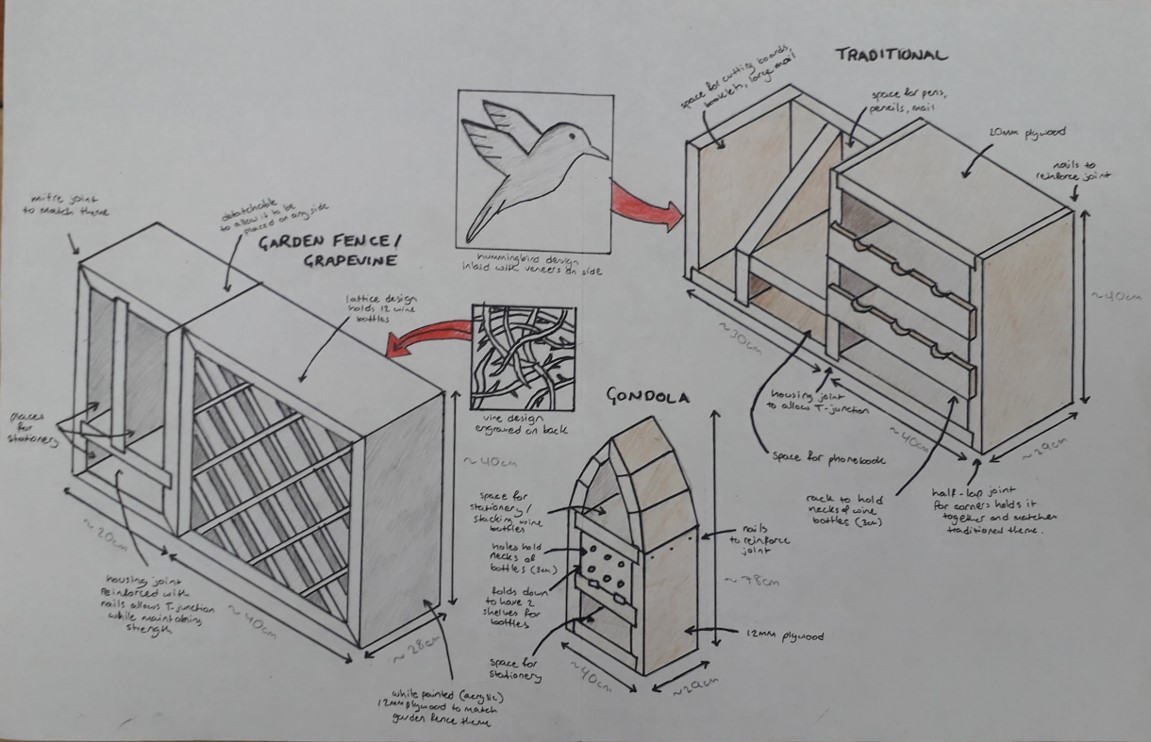 TRADITIONAL
space for cutting boards,
booklets, large mail
space for pens,
pencils, mail
20mm plywood
nails to
reinforce joint
hummingbird design
inlaid with veneers on side
~40cm
~30cm
housing joint
to allow T-junction
~40cm
~29cm
space for phonebook
rack to hold
necks of wine
bottles (3cm)
half-lap joint
for corners holds it
together and matches
traditional theme.
mitre joint
to match theme
detatchable
to allow it to be
placed on any side
GARDEN FENCE/
GRAPEVINE
lattice design
holds 12 wine
bottles
vine design
engraved on back
places
for
stationery
~40cm
~20cm
~40cm
~28cm
housing joint
reinforced with
nails allows T-junction
while maintaining
strength
white painted (acrylic)
12mm plywood to match
garden fence theme
GONDOLA
space for
stationery/
stacking wine
bottles
holes hold
necks of
bottles (3cm)
folds down
to have 2
shelves for
bottles
space for
stationery
nails
to reinforce
joint
~78cm
12mm plywood
~40cm
~29cm